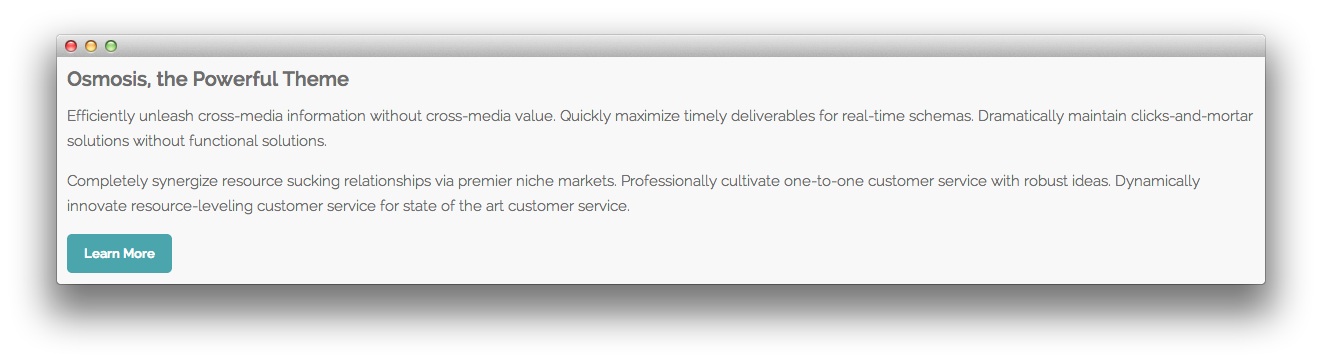 Osmosis, the Powerful Theme
Efficiently unleash cross-media information without cross-media value. Quickly maximize timely deliverables for real-time schemas. Dramatically maintain clicks-and-mortar
solutions without functional solutions.
Completely synergize resource sucking relationships via premier niche markets. Professionally cultivate one-to-one customer service with robust ideas. Dynamically
innovate resource-leveling customer service for state of the art customer service.
Learn More